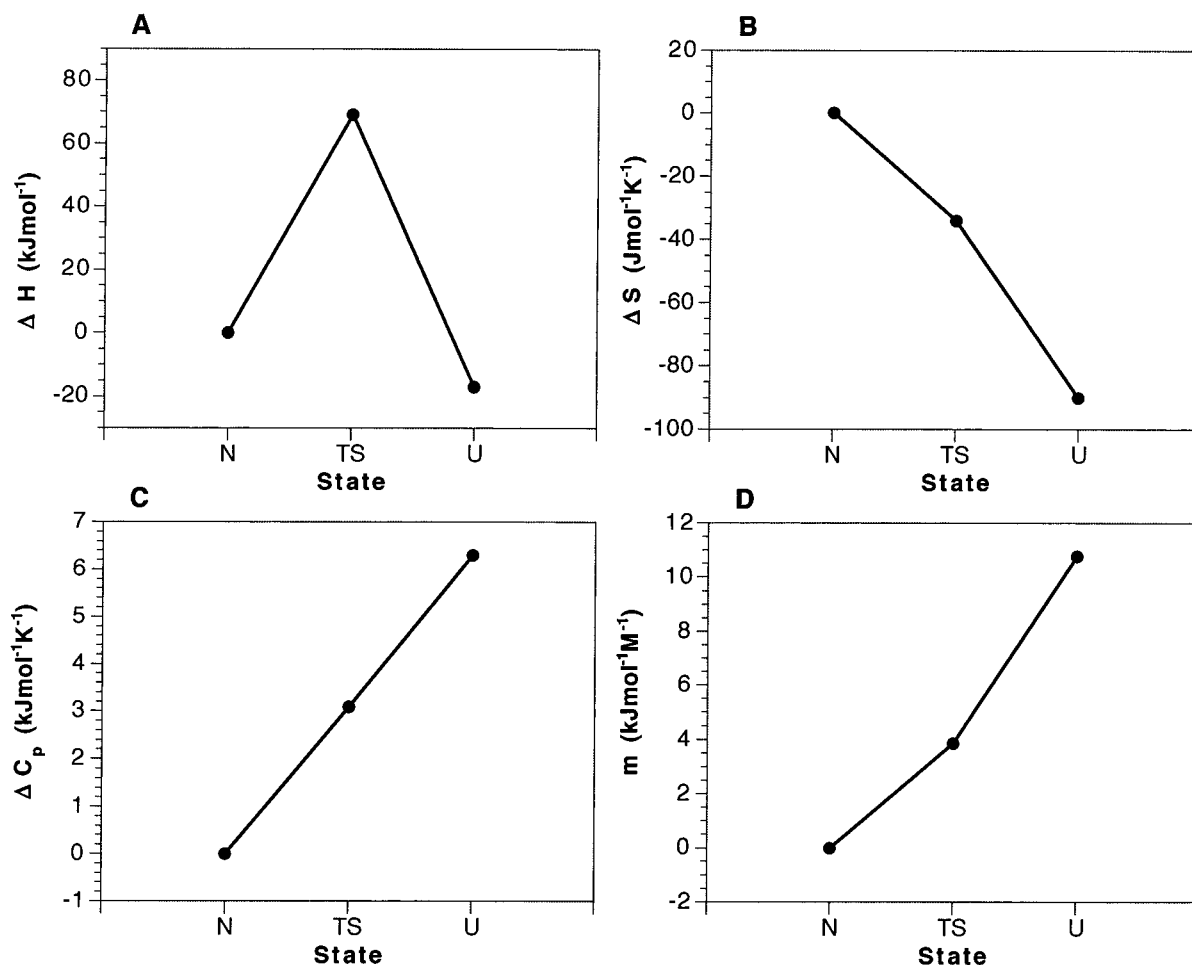 A
Δ H (kJmol⁻¹)
80
60
40
20
0
-20
N TS U
State
B
Δ S (Jmol⁻¹K⁻¹)
20
0
-20
-40
-60
-80
-100
N TS U
State
C
Δ Cₚ (kJmol⁻¹K⁻¹)
7
6
5
4
3
2
1
0
-1
N TS U
State
D
m (kJmol⁻¹M⁻¹)
12
10
8
6
4
2
0
-2
N TS U
State